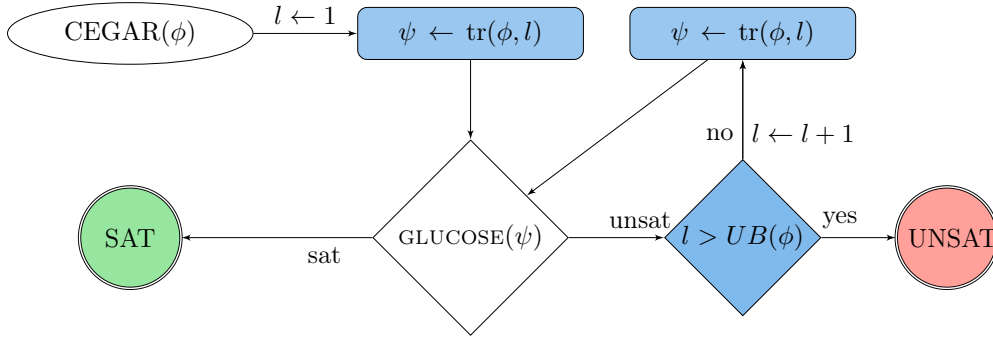 CEGAR(ϕ)
l ← 1
ψ ← tr(ϕ, l)
ψ ← tr(ϕ, l)
no
l ← l + 1
SAT
sat
GLUCOSE(ψ)
unsat
l > UB(ϕ)
yes
UNSAT